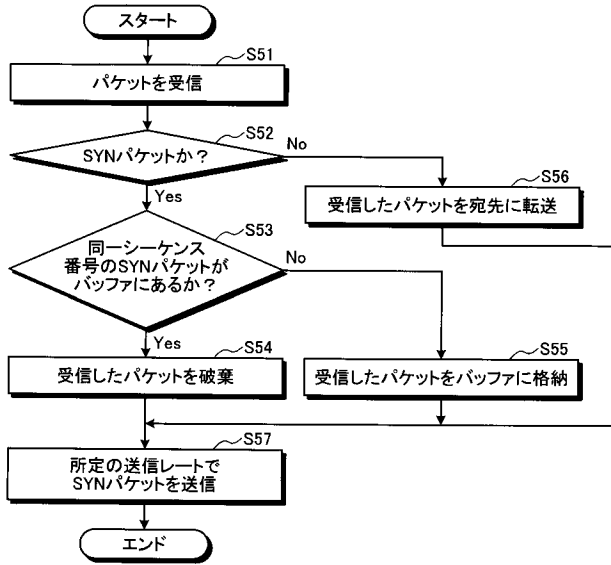 スタート
S51
パケットを受信
S52
SYNパケットか？
No
Yes
S56
受信したパケットを宛先に転送
S53
同一シーケンス
番号のSYNパケットが
バッファにあるか？
No
Yes
S54
受信したパケットを破棄
S55
受信したパケットをバッファに格納
S57
所定の送信レートで
SYNパケットを送信
エンド